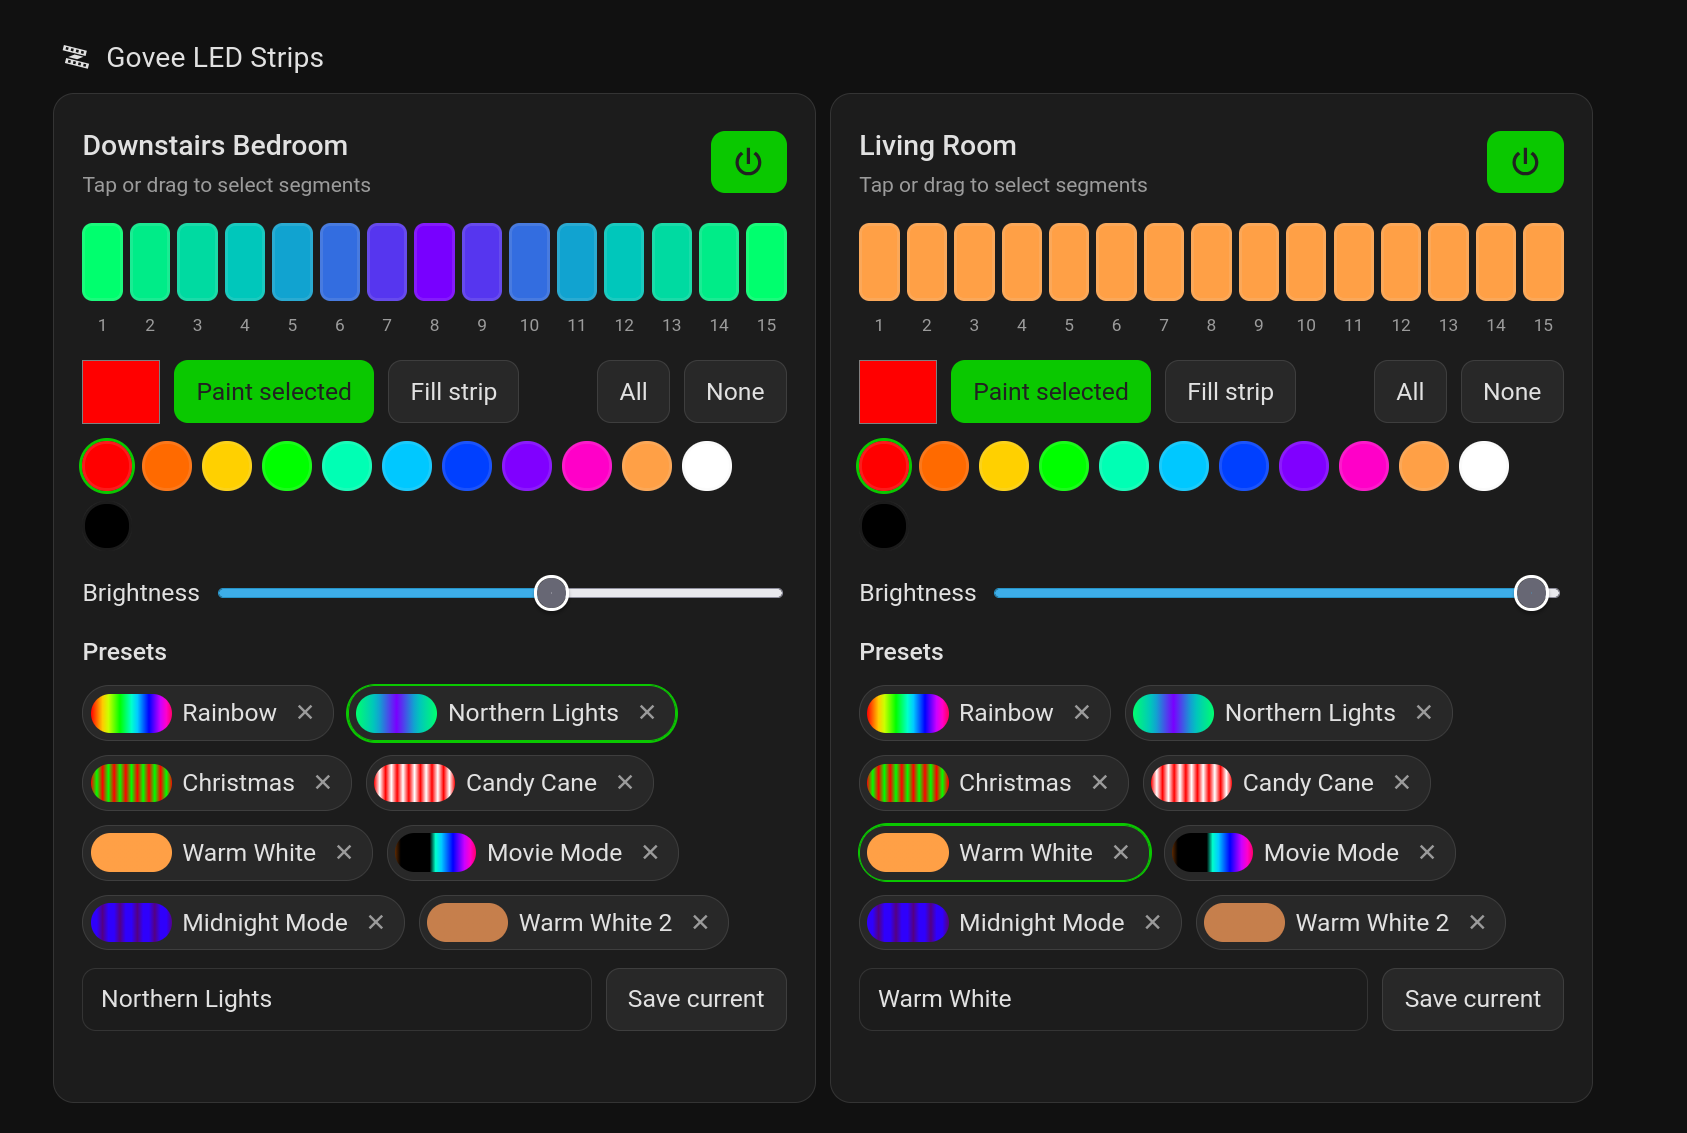 Govee LED Strips
Downstairs Bedroom
Tap or drag to select segments
1 2 3 4 5 6 7 8 9 10 11 12 13 14 15
Paint selected Fill strip All None
Brightness
Presets
Rainbow ✕ Northern Lights ✕
Christmas ✕ Candy Cane ✕
Warm White ✕ Movie Mode ✕
Midnight Mode ✕ Warm White 2 ✕
Northern Lights Save current
Living Room
Tap or drag to select segments
1 2 3 4 5 6 7 8 9 10 11 12 13 14 15
Paint selected Fill strip All None
Brightness
Presets
Rainbow ✕ Northern Lights ✕
Christmas ✕ Candy Cane ✕
Warm White ✕ Movie Mode ✕
Midnight Mode ✕ Warm White 2 ✕
Warm White Save current